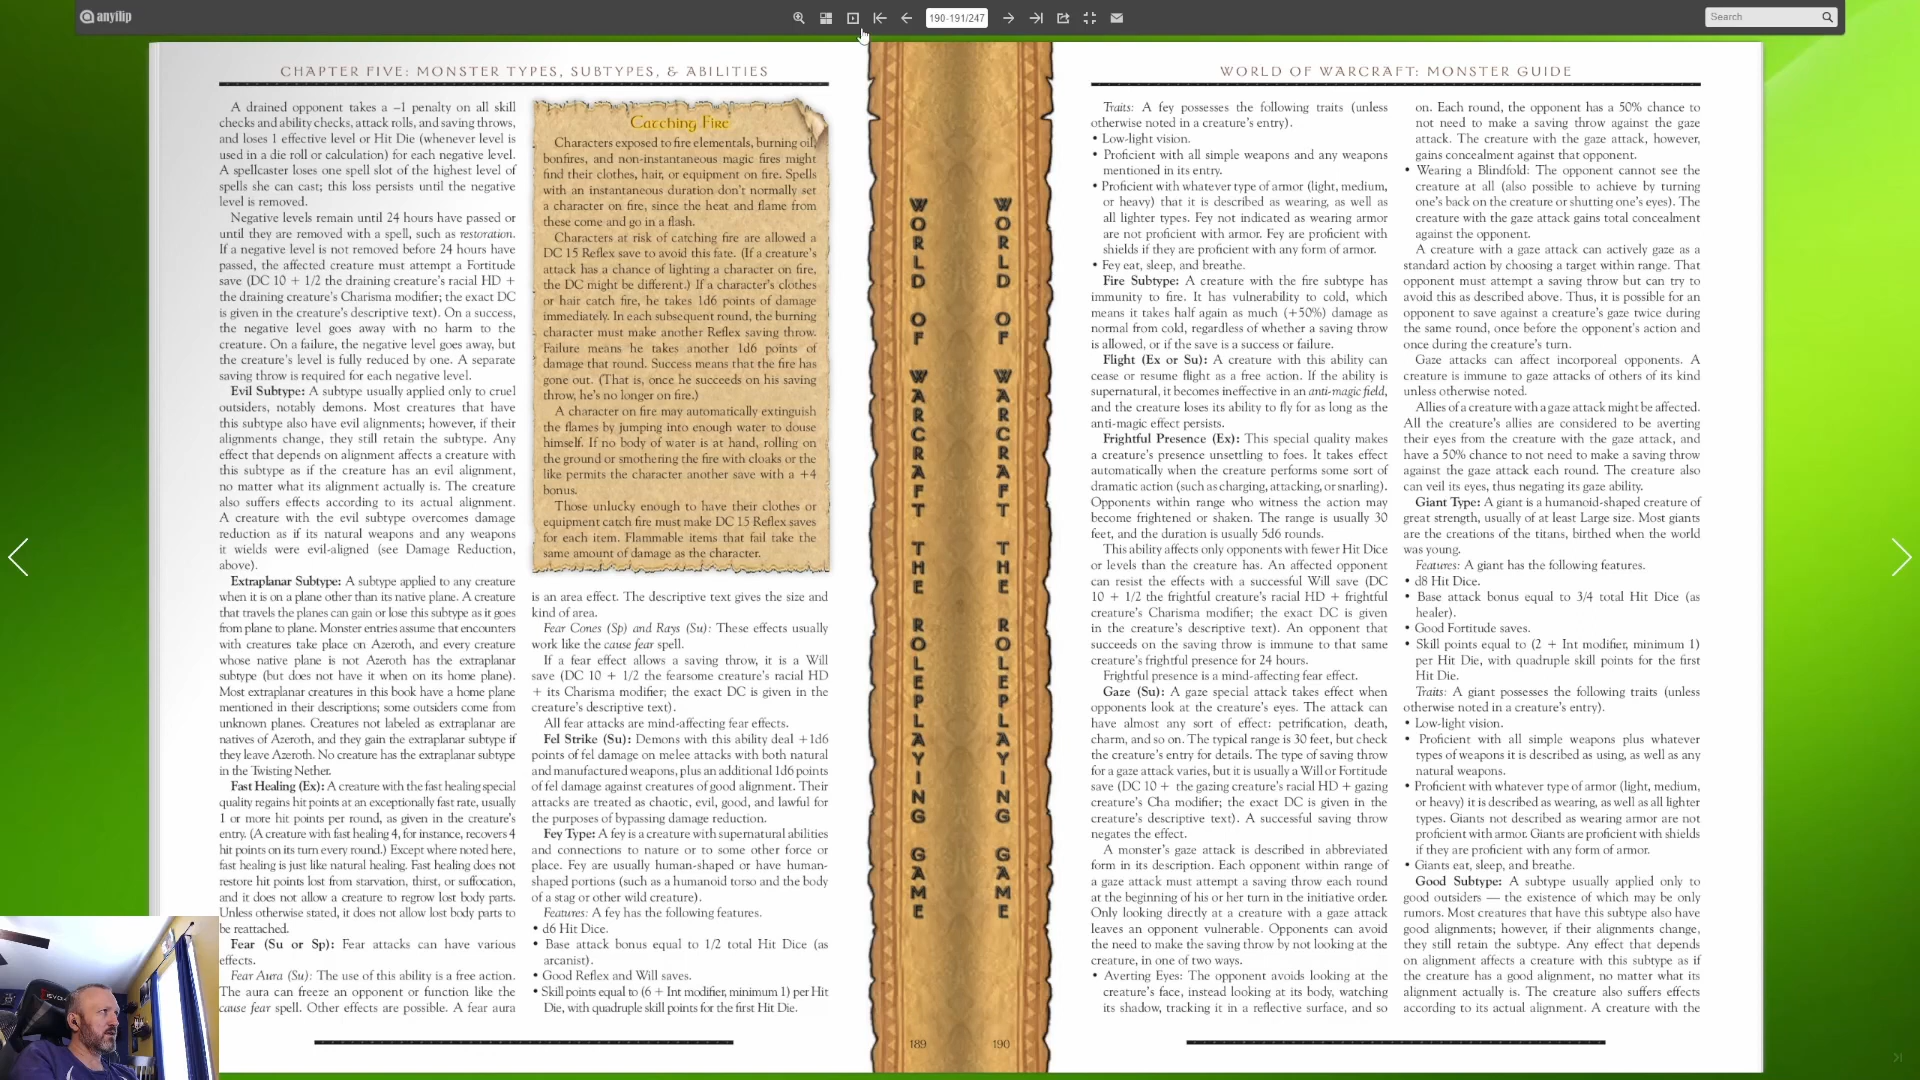 anyflip
190-191/247
Search
CHAPTER FIVE: MONSTER TYPES, SUBTYPES, & ABILITIES
A drained opponent takes a –1 penalty on all skill
checks and ability checks, attack rolls, and saving throws,
and loses 1 effective level or Hit Die (whenever level is
used in a die roll or calculation) for each negative level.
A spellcaster loses one spell slot of the highest level of
spells she can cast; this loss persists until the negative
level is removed.
Negative levels remain until 24 hours have passed or
until they are removed with a spell, such as restoration.
If a negative level is not removed before 24 hours have
passed, the affected creature must attempt a Fortitude
save (DC 10 + 1/2 the draining creature's racial HD +
the draining creature's Charisma modifier; the exact DC
is given in the creature's descriptive text). On a success,
the negative level goes away with no harm to the
creature. On a failure, the negative level goes away, but
the creature's level is fully reduced by one. A separate
saving throw is required for each negative level.
Evil Subtype: A subtype usually applied only to cruel
outsiders, notably demons. Most creatures that have
this subtype also have evil alignments; however, if their
alignments change, they still retain the subtype. Any
effect that depends on alignment affects a creature with
this subtype as if the creature has an evil alignment,
no matter what its alignment actually is. The creature
also suffers effects according to its actual alignment.
A creature with the evil subtype overcomes damage
reduction as if its natural weapons and any weapons
it wields were evil-aligned (see Damage Reduction,
above).
Extraplanar Subtype: A subtype applied to any creature
when it is on a plane other than its native plane. A creature
that travels the planes can gain or lose this subtype as it goes
from plane to plane. Monster entries assume that encounters
with creatures take place on Azeroth, and every creature
whose native plane is not Azeroth has the extraplanar
subtype (but does not have it when on its home plane).
Most extraplanar creatures in this book have a home plane
mentioned in their descriptions; some outsiders come from
unknown planes. Creatures not labeled as extraplanar are
natives of Azeroth, and they gain the extraplanar subtype if
they leave Azeroth. No creature has the extraplanar subtype
in the Twisting Nether.
Fast Healing (Ex): A creature with the fast healing special
quality regains hit points at an exceptionally fast rate, usually
1 or more hit points per round, as given in the creature's
entry. (A creature with fast healing 4, for instance, recovers 4
hit points on its turn every round.) Except where noted here,
fast healing is just like natural healing. Fast healing does not
restore hit points lost from starvation, thirst, or suffocation,
and it does not allow a creature to regrow lost body parts.
Unless otherwise stated, it does not allow lost body parts to
be reattached.
Fear (Su or Sp): Fear attacks can have various
effects.
Fear Aura (Su): The use of this ability is a free action.
The aura can freeze an opponent or function like the
cause fear spell. Other effects are possible. A fear aura
Catching Fire
Characters exposed to fire elementals, burning oil,
bonfires, and non-instantaneous magic fires might
find their clothes, hair, or equipment on fire. Spells
with an instantaneous duration don't normally set
a character on fire, since the heat and flame from
these come and go in a flash.
Characters at risk of catching fire are allowed a
DC 15 Reflex save to avoid this fate. (If a creature's
attack has a chance of lighting a character on fire,
the DC might be different.) If a character's clothes
or hair catch fire, he takes 1d6 points of damage
immediately. In each subsequent round, the burning
character must make another Reflex saving throw.
Failure means he takes another 1d6 points of
damage that round. Success means that the fire has
gone out. (That is, once he succeeds on his saving
throw, he's no longer on fire.)
A character on fire may automatically extinguish
the flames by jumping into enough water to douse
himself. If no body of water is at hand, rolling on
the ground or smothering the fire with cloaks or the
like permits the character another save with a +4
bonus.
Those unlucky enough to have their clothes or
equipment catch fire must make DC 15 Reflex saves
for each item. Flammable items that fail take the
same amount of damage as the character.
is an area effect. The descriptive text gives the size and
kind of area.
Fear Cones (Sp) and Rays (Su): These effects usually
work like the cause fear spell.
If a fear effect allows a saving throw, it is a Will
save (DC 10 + 1/2 the fearsome creature's racial HD
+ its Charisma modifier; the exact DC is given in the
creature's descriptive text).
All fear attacks are mind-affecting fear effects.
Fel Strike (Su): Demons with this ability deal +1d6
points of fel damage on melee attacks with both natural
and manufactured weapons, plus an additional 1d6 points
of fel damage against creatures of good alignment. Their
attacks are treated as chaotic, evil, good, and lawful for
the purposes of bypassing damage reduction.
Fey Type: A fey is a creature with supernatural abilities
and connections to nature or to some other force or
place. Fey are usually human-shaped or have human-
shaped portions (such as a humanoid torso and the body
of a stag or other wild creature).
Features: A fey has the following features.
• d6 Hit Dice.
• Base attack bonus equal to 1/2 total Hit Dice (as
arcanist).
• Good Reflex and Will saves.
• Skill points equal to (6 + Int modifier, minimum 1) per Hit
Die, with quadruple skill points for the first Hit Die.
WORLD OF WARCRAFT THE ROLEPLAYING GAME
189
WORLD OF WARCRAFT THE ROLEPLAYING GAME
190
WORLD OF WARCRAFT: MONSTER GUIDE
Traits: A fey possesses the following traits (unless
otherwise noted in a creature's entry).
• Low-light vision.
• Proficient with all simple weapons and any weapons
mentioned in its entry.
• Proficient with whatever type of armor (light, medium,
or heavy) that it is described as wearing, as well as
all lighter types. Fey not indicated as wearing armor
are not proficient with armor. Fey are proficient with
shields if they are proficient with any form of armor.
• Fey eat, sleep, and breathe.
Fire Subtype: A creature with the fire subtype has
immunity to fire. It has vulnerability to cold, which
means it takes half again as much (+50%) damage as
normal from cold, regardless of whether a saving throw
is allowed, or if the save is a success or failure.
Flight (Ex or Su): A creature with this ability can
cease or resume flight as a free action. If the ability is
supernatural, it becomes ineffective in an anti-magic field,
and the creature loses its ability to fly for as long as the
anti-magic effect persists.
Frightful Presence (Ex): This special quality makes
a creature's presence unsettling to foes. It takes effect
automatically when the creature performs some sort of
dramatic action (such as charging, attacking, or snarling).
Opponents within range who witness the action may
become frightened or shaken. The range is usually 30
feet, and the duration is usually 5d6 rounds.
This ability affects only opponents with fewer Hit Dice
or levels than the creature has. An affected opponent
can resist the effects with a successful Will save (DC
10 + 1/2 the frightful creature's racial HD + frightful
creature's Charisma modifier; the exact DC is given
in the creature's descriptive text). An opponent that
succeeds on the saving throw is immune to that same
creature's frightful presence for 24 hours.
Frightful presence is a mind-affecting fear effect.
Gaze (Su): A gaze special attack takes effect when
opponents look at the creature's eyes. The attack can
have almost any sort of effect: petrification, death,
charm, and so on. The typical range is 30 feet, but check
the creature's entry for details. The type of saving throw
for a gaze attack varies, but it is usually a Will or Fortitude
save (DC 10 + the gazing creature's racial HD + gazing
creature's Cha modifier; the exact DC is given in the
creature's descriptive text). A successful saving throw
negates the effect.
A monster's gaze attack is described in abbreviated
form in its description. Each opponent within range of
a gaze attack must attempt a saving throw each round
at the beginning of his or her turn in the initiative order.
Only looking directly at a creature with a gaze attack
leaves an opponent vulnerable. Opponents can avoid
the need to make the saving throw by not looking at the
creature, in one of two ways.
• Averting Eyes: The opponent avoids looking at the
creature's face, instead looking at its body, watching
its shadow, tracking it in a reflective surface, and so
on. Each round, the opponent has a 50% chance to
not need to make a saving throw against the gaze
attack. The creature with the gaze attack, however,
gains concealment against that opponent.
• Wearing a Blindfold: The opponent cannot see the
creature at all (also possible to achieve by turning
one's back on the creature or shutting one's eyes). The
creature with the gaze attack gains total concealment
against the opponent.
A creature with a gaze attack can actively gaze as a
standard action by choosing a target within range. That
opponent must attempt a saving throw but can try to
avoid this as described above. Thus, it is possible for an
opponent to save against a creature's gaze twice during
the same round, once before the opponent's action and
once during the creature's turn.
Gaze attacks can affect incorporeal opponents. A
creature is immune to gaze attacks of others of its kind
unless otherwise noted.
Allies of a creature with a gaze attack might be affected.
All the creature's allies are considered to be averting
their eyes from the creature with the gaze attack, and
have a 50% chance to not need to make a saving throw
against the gaze attack each round. The creature also
can veil its eyes, thus negating its gaze ability.
Giant Type: A giant is a humanoid-shaped creature of
great strength, usually of at least Large size. Most giants
are the creations of the titans, birthed when the world
was young.
Features: A giant has the following features.
• d8 Hit Dice.
• Base attack bonus equal to 3/4 total Hit Dice (as
healer).
• Good Fortitude saves.
• Skill points equal to (2 + Int modifier, minimum 1)
per Hit Die, with quadruple skill points for the first
Hit Die.
Traits: A giant possesses the following traits (unless
otherwise noted in a creature's entry).
• Low-light vision.
• Proficient with all simple weapons plus whatever
types of weapons it is described as using, as well as any
natural weapons.
• Proficient with whatever type of armor (light, medium,
or heavy) it is described as wearing, as well as all lighter
types. Giants not described as wearing armor are not
proficient with armor. Giants are proficient with shields
if they are proficient with any form of armor.
• Giants eat, sleep, and breathe.
Good Subtype: A subtype usually applied only to
good outsiders — the existence of which may be only
rumors. Most creatures that have this subtype also have
good alignments; however, if their alignments change,
they still retain the subtype. Any effect that depends
on alignment affects a creature with this subtype as if
the creature has a good alignment, no matter what its
alignment actually is. The creature also suffers effects
according to its actual alignment. A creature with the